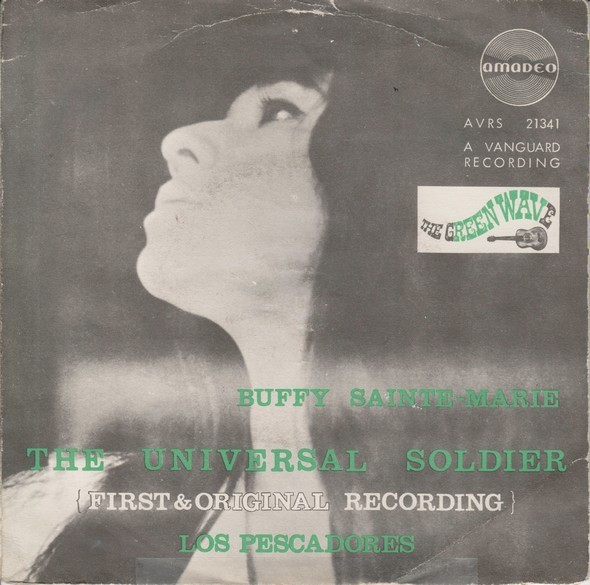 amadeo
AVRS 21341
A VANGUARD
RECORDING
THE GREEN WAVE
BUFFY SAINTE-MARIE
THE UNIVERSAL SOLDIER
{FIRST & ORIGINAL RECORDING}
LOS PESCADORES